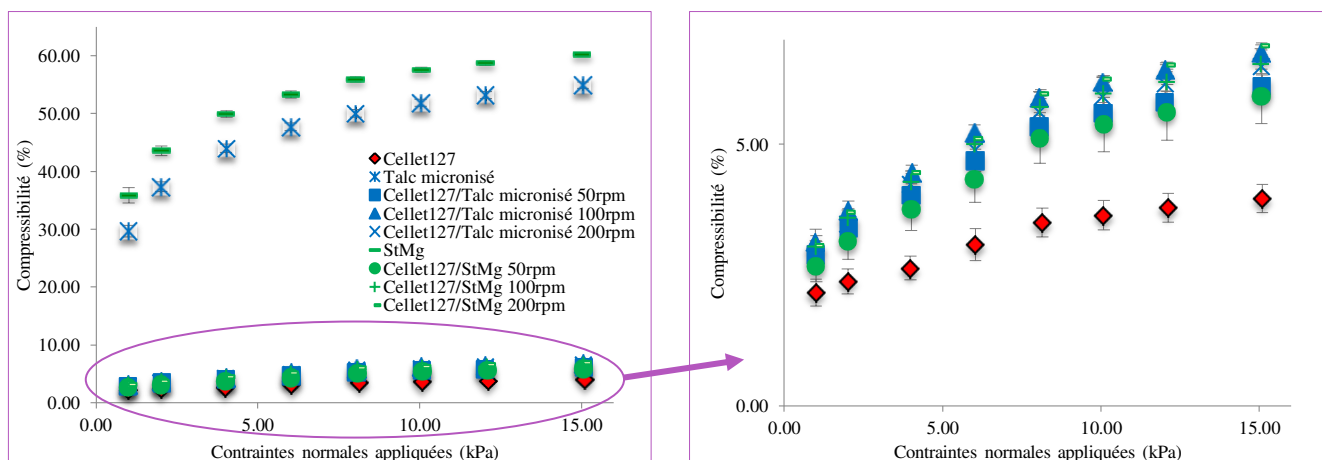 60.00
50.00
40.00
30.00
20.00
10.00
0.00
Compressibilité (%)
Cellet127
Talc micronisé
Cellet127/Talc micronisé 50rpm
Cellet127/Talc micronisé 100rpm
Cellet127/Talc micronisé 200rpm
StMg
Cellet127/StMg 50rpm
Cellet127/StMg 100rpm
Cellet127/StMg 200rpm
0.00 5.00 10.00 15.00
Contraintes normales appliquées (kPa)
5.00
0.00
Compressibilité (%)
0.00 5.00 10.00 15.00
Contraintes normales appliquées (kPa)